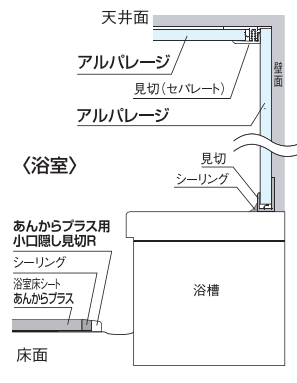 天井面
アルパレージ
見切（セパレート）
アルパレージ
壁面
〈浴室〉
見切
シーリング
あんからプラス用
小口隠し見切R
シーリング
浴室床シート
あんからプラス
浴槽
床面